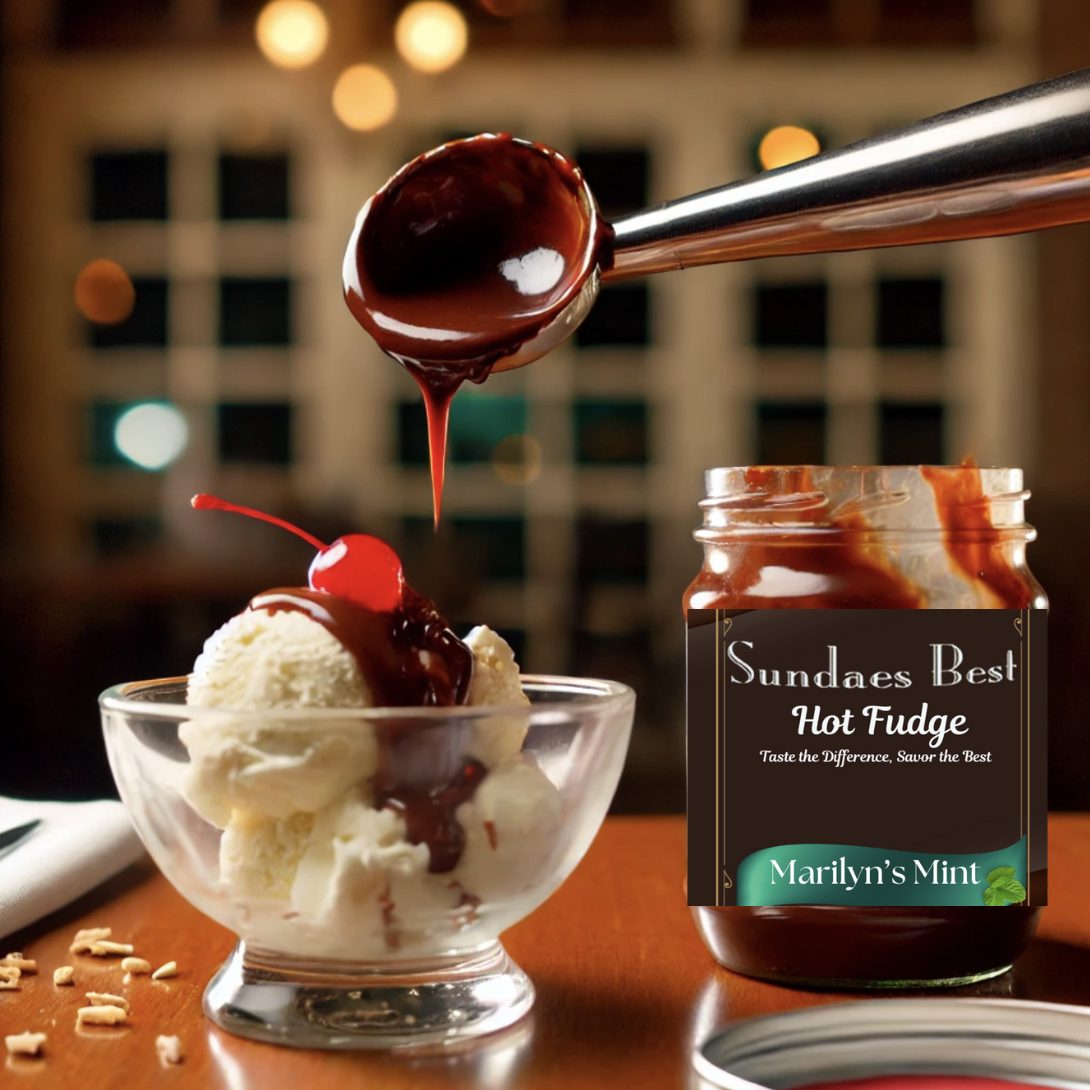 Sundaes Best
Hot Fudge
Taste the Difference, Savor the Best
Marilyn's Mint